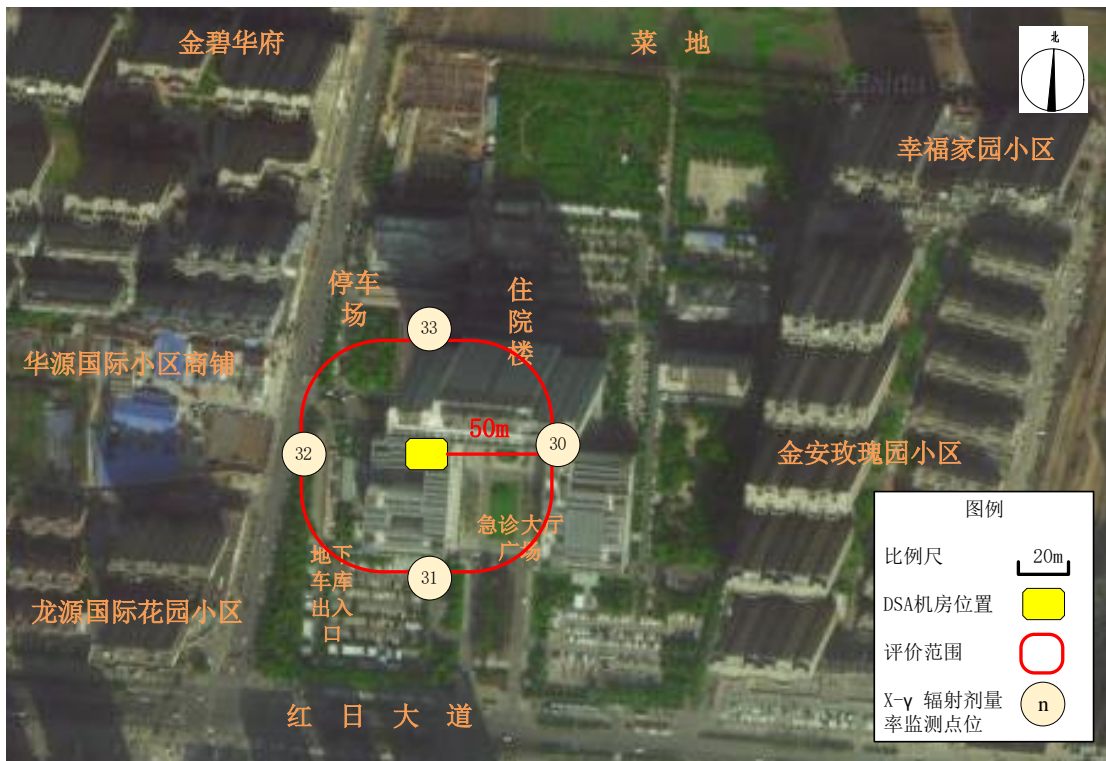 金碧华府
菜 地
北
幸福家园小区
停车
场
住
院
楼
33
华源国际小区商铺
50m
30
32
金安玫瑰园小区
急诊大厅
广场
地下
车库
出入
口
31
龙源国际花园小区
红 日 大 道
图例
比例尺
20m
DSA机房位置
评价范围
X-γ 辐射剂量
率监测点位
n
Baidu